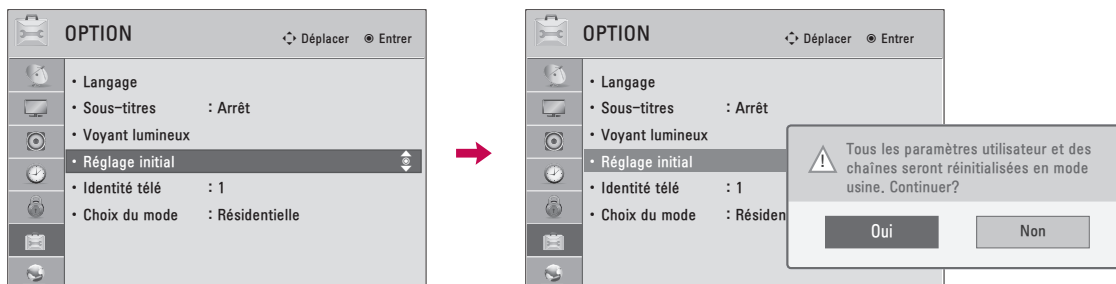 OPTION
Déplacer Entrer
• Langage
• Sous-titres : Arrêt
• Voyant lumineux
• Réglage initial
• Identité télé : 1
• Choix du mode : Résidentielle
OPTION
Déplacer Entrer
• Langage
• Sous-titres : Arrêt
• Voyant lumineux
• Réglage initial
• Identité télé : 1
• Choix du mode : Résiden
Tous les paramètres utilisateur et des
chaînes seront réinitialisées en mode
usine. Continuer?
Oui Non